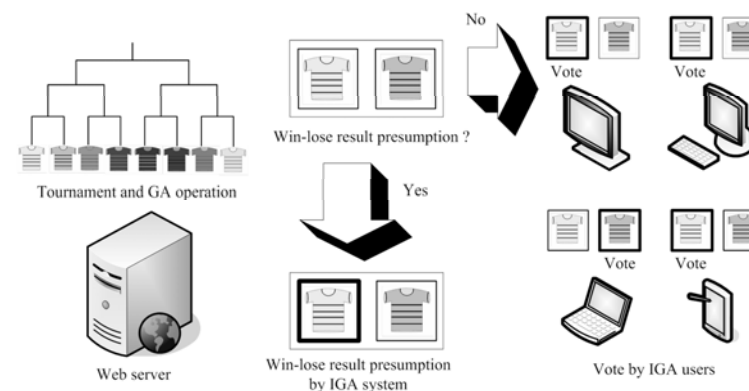 No
Vote
Vote
Win-lose result presumption ?
Tournament and GA operation
Yes
Vote
Vote
Win-lose result presumption
by IGA system
Web server
Vote by IGA users